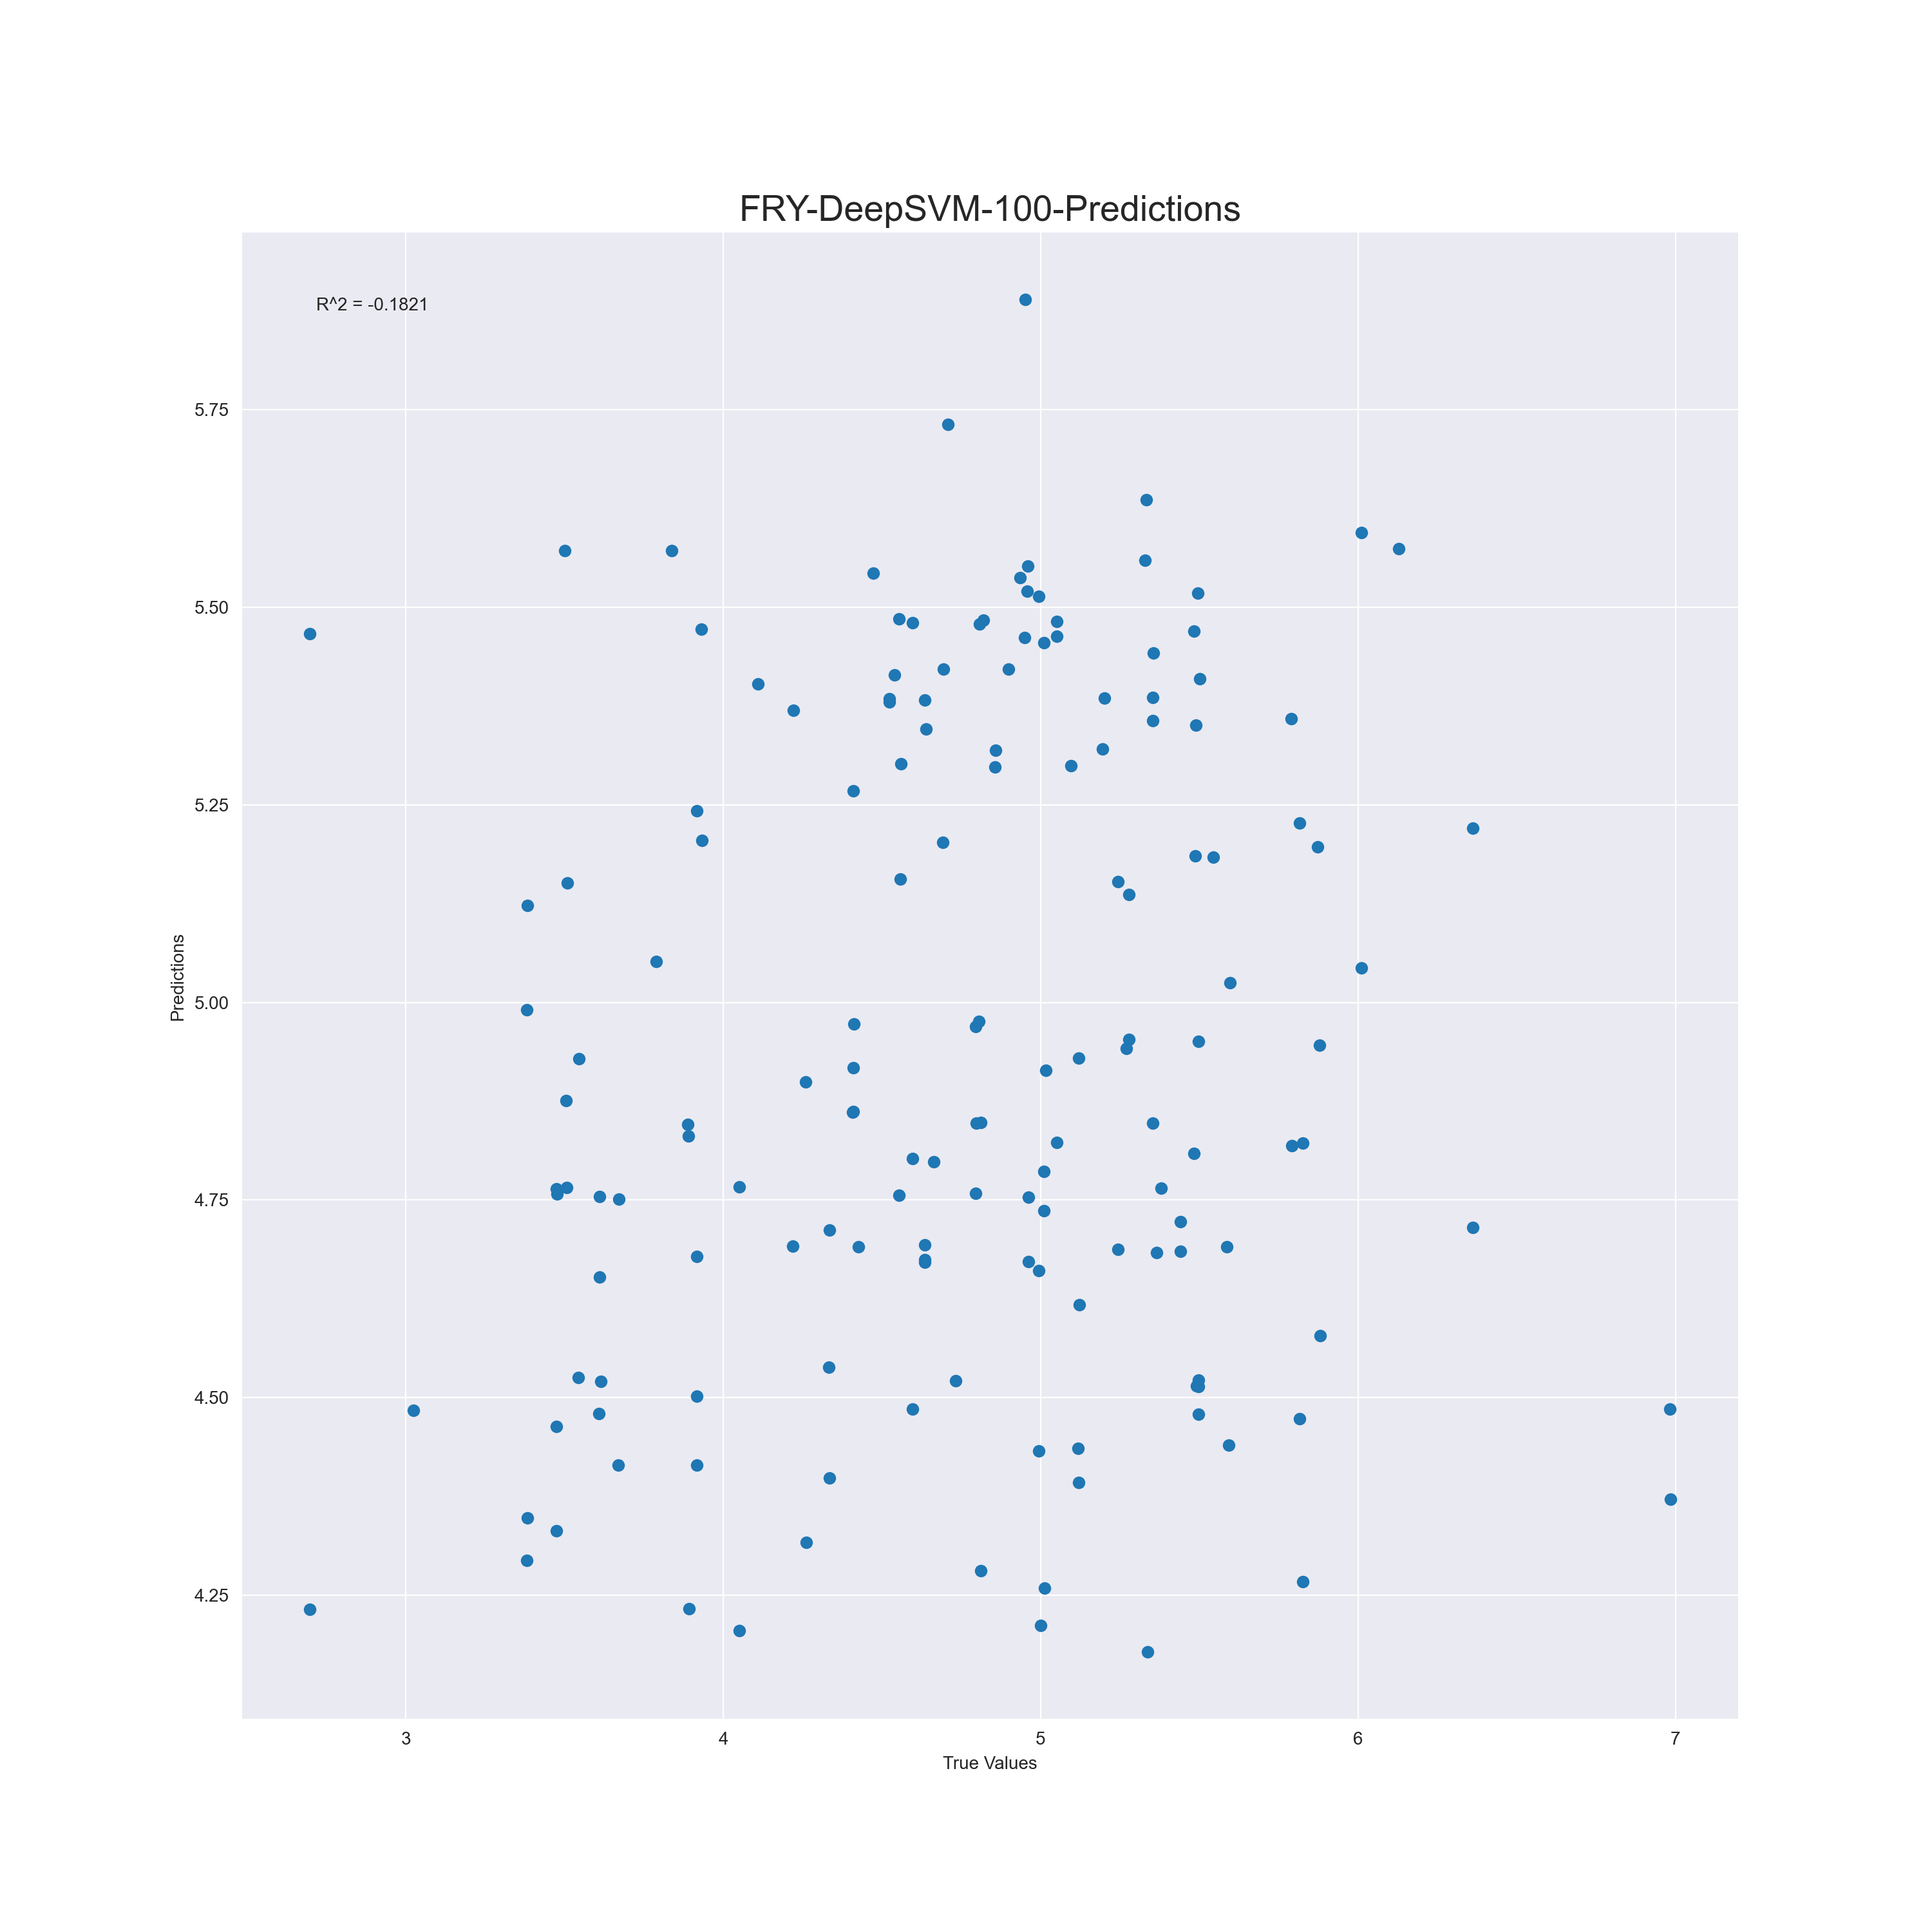 FRY-DeepSVM-100-Predictions
R^2 = -0.1821
5.75
5.50
5.25
5.00
4.75
4.50
4.25
Predictions
3 4 5 6 7
True Values